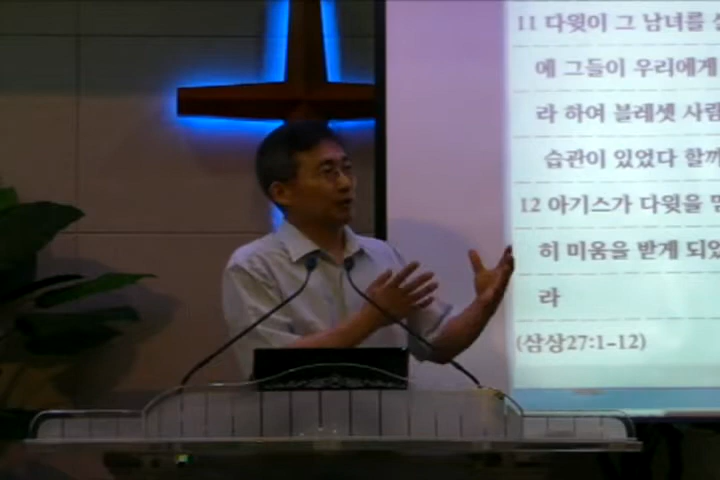 11 다윗이 그 남녀를
에 그들이 우리에게
라 하여 블레셋 사람
습관이 있었다 할까
12 아기스가 다윗을
히 미움을 받게 되었
라
(삼상27:1-12)